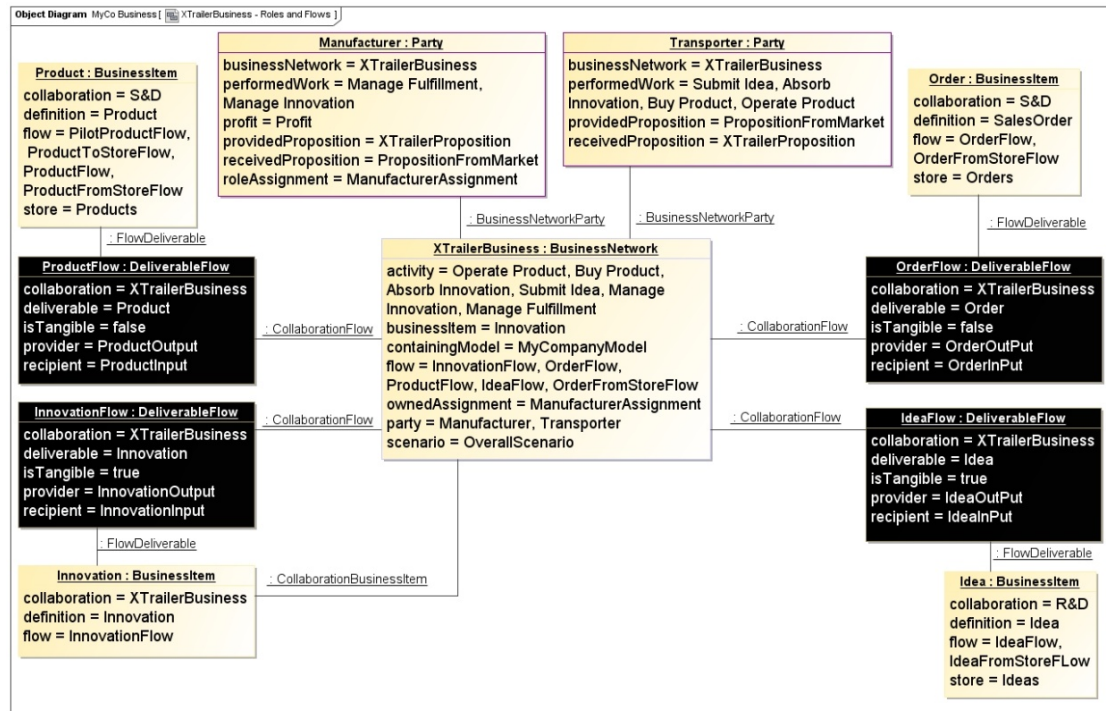 Object Diagram MyCo Business [ XTrailerBusiness - Roles and Flows ]
Product : BusinessItem
collaboration = S&D
definition = Product
flow = PilotProductFlow,
ProductToStoreFlow,
ProductFlow,
ProductFromStoreFlow
store = Products
Manufacturer : Party
businessNetwork = XTrailerBusiness
performedWork = Manage Fulfillment,
Manage Innovation
profit = Profit
providedProposition = XTrailerProposition
receivedProposition = PropositionFromMarket
roleAssignment = ManufacturerAssignment
Transporter : Party
businessNetwork = XTrailerBusiness
performedWork = Submit Idea, Absorb
Innovation, Buy Product, Operate Product
providedProposition = PropositionFromMarket
receivedProposition = XTrailerProposition
Order : BusinessItem
collaboration = S&D
definition = SalesOrder
flow = OrderFlow,
OrderFromStoreFlow
store = Orders
: FlowDeliverable
: BusinessNetworkParty
: BusinessNetworkParty
: FlowDeliverable
ProductFlow : DeliverableFlow
collaboration = XTrailerBusiness
deliverable = Product
isTangible = false
provider = ProductOutput
recipient = ProductInput
: CollaborationFlow
XTrailerBusiness : BusinessNetwork
activity = Operate Product, Buy Product,
Absorb Innovation, Submit Idea, Manage
Innovation, Manage Fulfillment
businessItem = Innovation
containingModel = MyCompanyModel
flow = InnovationFlow, OrderFlow,
ProductFlow, IdeaFlow, OrderFromStoreFlow
ownedAssignment = ManufacturerAssignment
party = Manufacturer, Transporter
scenario = OverallScenario
: CollaborationFlow
OrderFlow : DeliverableFlow
collaboration = XTrailerBusiness
deliverable = Order
isTangible = false
provider = OrderOutPut
recipient = OrderInPut
InnovationFlow : DeliverableFlow
collaboration = XTrailerBusiness
deliverable = Innovation
isTangible = true
provider = InnovationOutput
recipient = InnovationInput
: CollaborationFlow
: CollaborationFlow
IdeaFlow : DeliverableFlow
collaboration = XTrailerBusiness
deliverable = Idea
isTangible = true
provider = IdeaOutPut
recipient = IdeaInPut
: FlowDeliverable
: FlowDeliverable
Innovation : BusinessItem
collaboration = XTrailerBusiness
definition = Innovation
flow = InnovationFlow
: CollaborationBusinessItem
Idea : BusinessItem
collaboration = R&D
definition = Idea
flow = IdeaFlow,
IdeaFromStoreFLow
store = Ideas